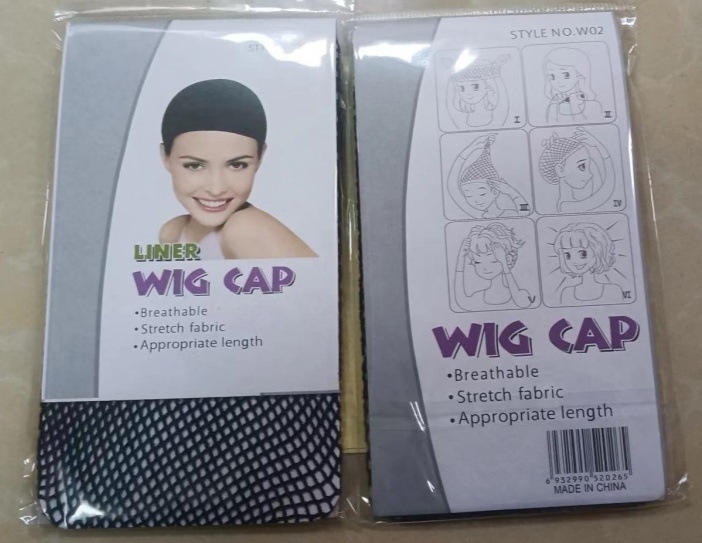 LINER
WIG CAP
•Breathable
•Stretch fabric
•Appropriate length
STYLE NO.W02
I
II
III
IV
V
VI
WIG CAP
•Breathable
•Stretch fabric
•Appropriate length
6 932990 520265
MADE IN CHINA